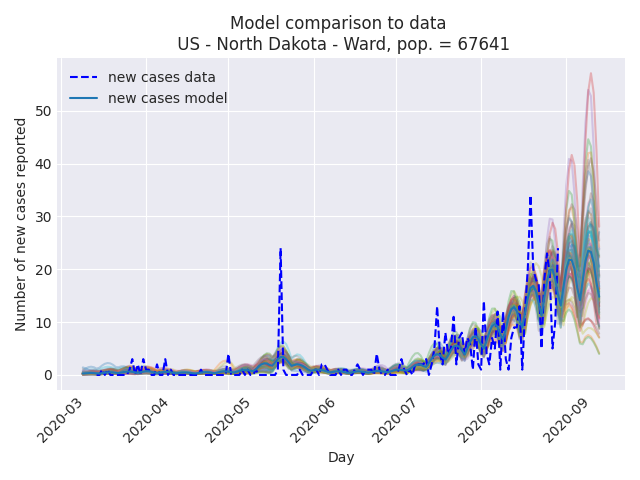 Model comparison to data
US - North Dakota - Ward, pop. = 67641
new cases data
new cases model
Number of new cases reported
50
40
30
20
10
0
2020-03
2020-04
2020-05
2020-06
2020-07
2020-08
2020-09
Day